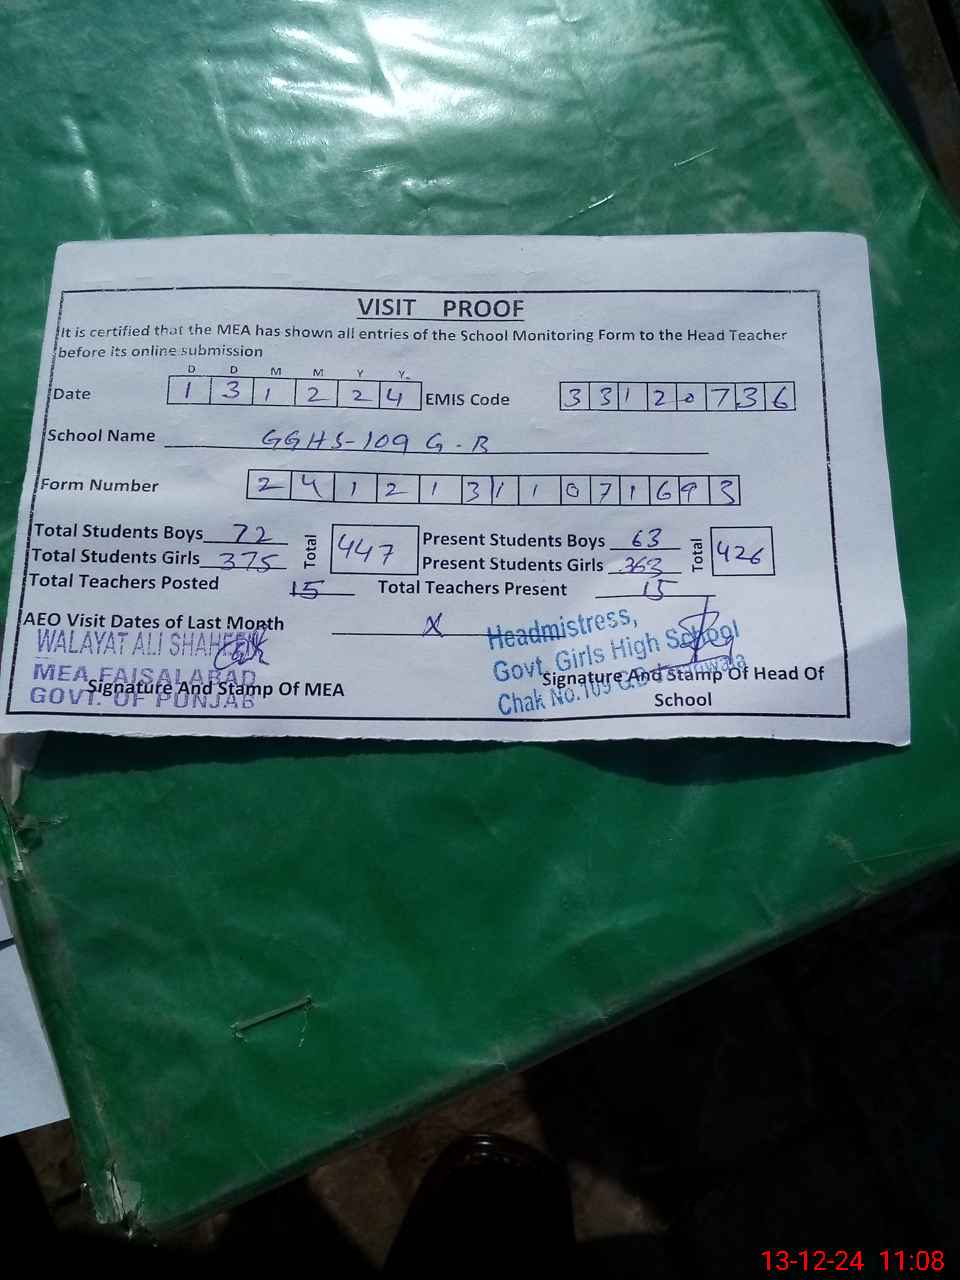 VISIT PROOF
It is certified that the MEA has shown all entries of the School Monitoring Form to the Head Teacher
before its online submission
D D M M Y Y
Date 1 3 1 2 2 4 EMIS Code 3 3 1 2 0 7 3 6
School Name GGHS-109 G-B
Form Number 2 4 1 2 1 3 1 1 0 7 1 6 9 3
Total Students Boys 72 Total 447 Present Students Boys 63 Total 426
Total Students Girls 375 Present Students Girls 363
Total Teachers Posted 15 Total Teachers Present 15
AEO Visit Dates of Last Month X
WALAYAT ALI SHAHEEN
MEA FAISALABAD
GOVT. OF PUNJAB
Signature And Stamp Of MEA
Headmistress,
Govt. Girls High School
Chak No.109 G.B
Signature And Stamp Of Head Of
School
13-12-24 11:08